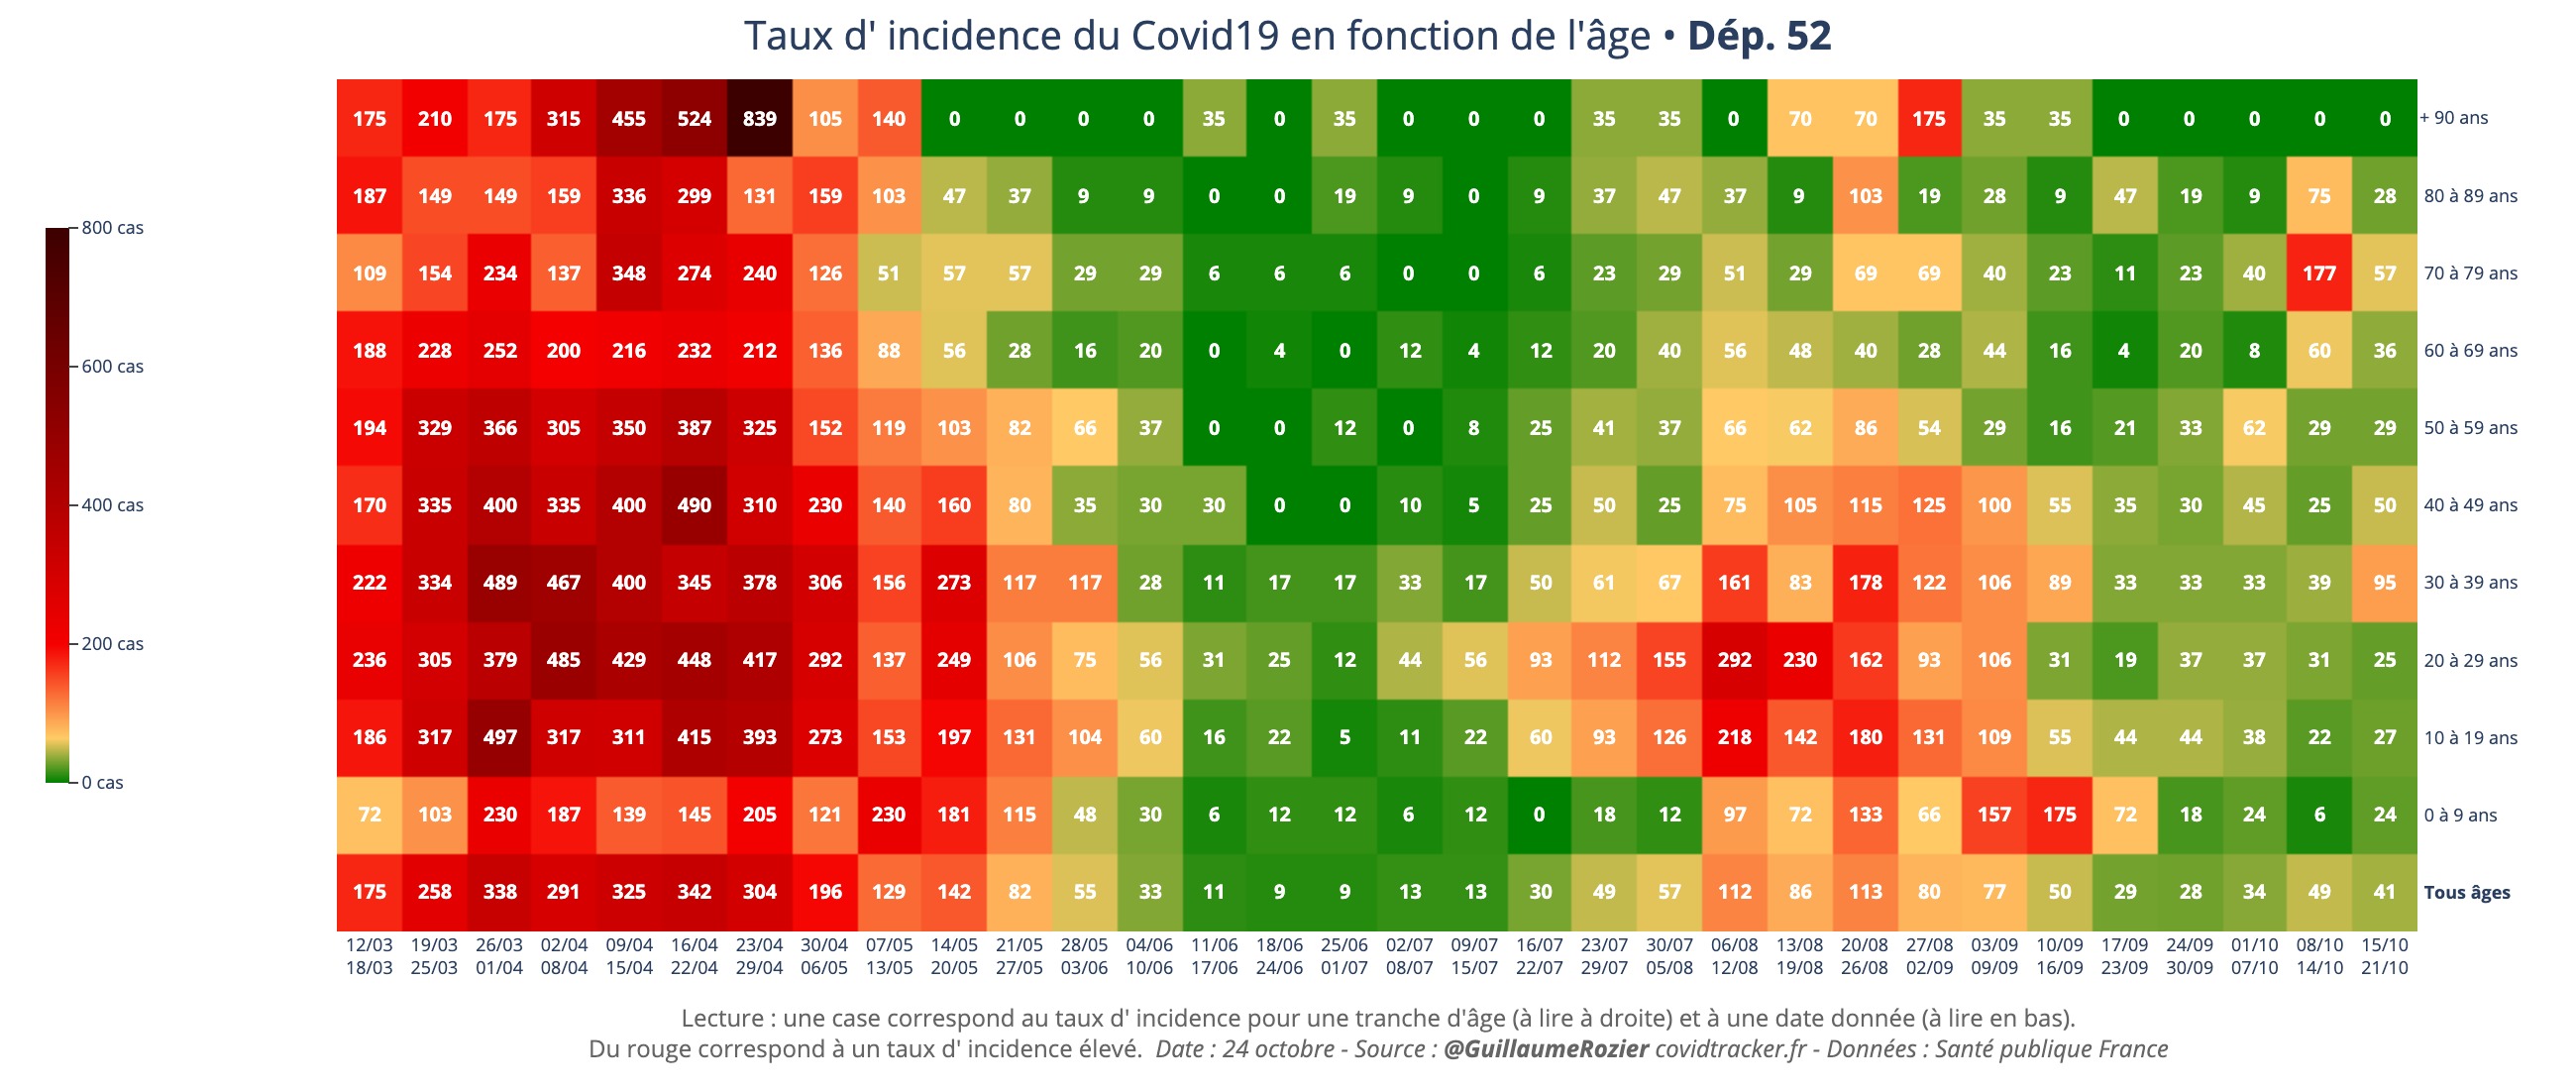 Taux d' incidence du Covid19 en fonction de l'âge • Dép. 52
800 cas
600 cas
400 cas
200 cas
0 cas
175 210 175 315 455 524 839 105 140 0 0 0 0 35 0 35 0 0 0 35 35 0 70 70 175 35 35 0 0 0 0 0 + 90 ans
187 149 149 159 336 299 131 159 103 47 37 9 9 0 0 19 9 0 9 37 47 37 9 103 19 28 9 47 19 9 75 28 80 à 89 ans
109 154 234 137 348 274 240 126 51 57 57 29 29 6 6 6 0 0 6 23 29 51 29 69 69 40 23 11 23 40 177 57 70 à 79 ans
188 228 252 200 216 232 212 136 88 56 28 16 20 0 4 0 12 4 12 20 40 56 48 40 28 44 16 4 20 8 60 36 60 à 69 ans
194 329 366 305 350 387 325 152 119 103 82 66 37 0 0 12 0 8 25 41 37 66 62 86 54 29 16 21 33 62 29 29 50 à 59 ans
170 335 400 335 400 490 310 230 140 160 80 35 30 30 0 0 10 5 25 50 25 75 105 115 125 100 55 35 30 45 25 50 40 à 49 ans
222 334 489 467 400 345 378 306 156 273 117 117 28 11 17 17 33 17 50 61 67 161 83 178 122 106 89 33 33 33 39 95 30 à 39 ans
236 305 379 485 429 448 417 292 137 249 106 75 56 31 25 12 44 56 93 112 155 292 230 162 93 106 31 19 37 37 31 25 20 à 29 ans
186 317 497 317 311 415 393 273 153 197 131 104 60 16 22 5 11 22 60 93 126 218 142 180 131 109 55 44 44 38 22 27 10 à 19 ans
72 103 230 187 139 145 205 121 230 181 115 48 30 6 12 12 6 12 0 18 12 97 72 133 66 157 175 72 18 24 6 24 0 à 9 ans
175 258 338 291 325 342 304 196 129 142 82 55 33 11 9 9 13 13 30 49 57 112 86 113 80 77 50 29 28 34 49 41 Tous âges
12/03 19/03 26/03 02/04 09/04 16/04 23/04 30/04 07/05 14/05 21/05 28/05 04/06 11/06 18/06 25/06 02/07 09/07 16/07 23/07 30/07 06/08 13/08 20/08 27/08 03/09 10/09 17/09 24/09 01/10 08/10 15/10
18/03 25/03 01/04 08/04 15/04 22/04 29/04 06/05 13/05 20/05 27/05 03/06 10/06 17/06 24/06 01/07 08/07 15/07 22/07 29/07 05/08 12/08 19/08 26/08 02/09 09/09 16/09 23/09 30/09 07/10 14/10 21/10
Lecture : une case correspond au taux d' incidence pour une tranche d'âge (à lire à droite) et à une date donnée (à lire en bas).
Du rouge correspond à un taux d' incidence élevé. Date : 24 octobre - Source : @GuillaumeRozier covidtracker.fr - Données : Santé publique France